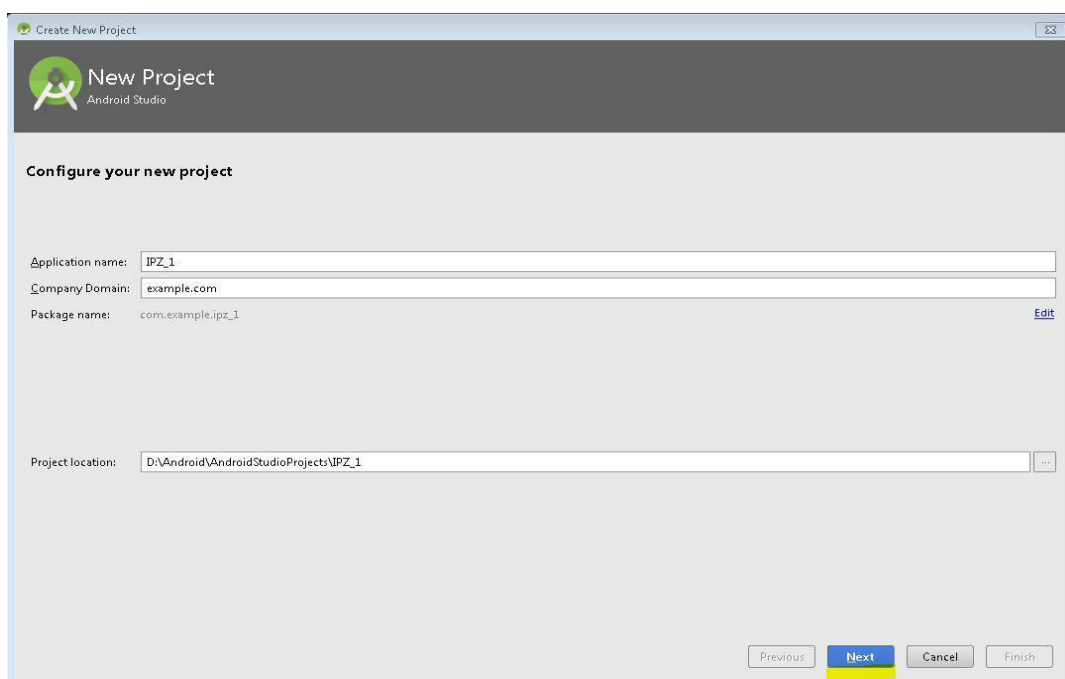 Create New Project
New Project
Android Studio
Configure your new project
Application name: IPZ_1
Company Domain: example.com
Package name: com.example.ipz_1 Edit
Project location: D:\Android\AndroidStudioProjects\IPZ_1 ...
Previous Next Cancel Finish